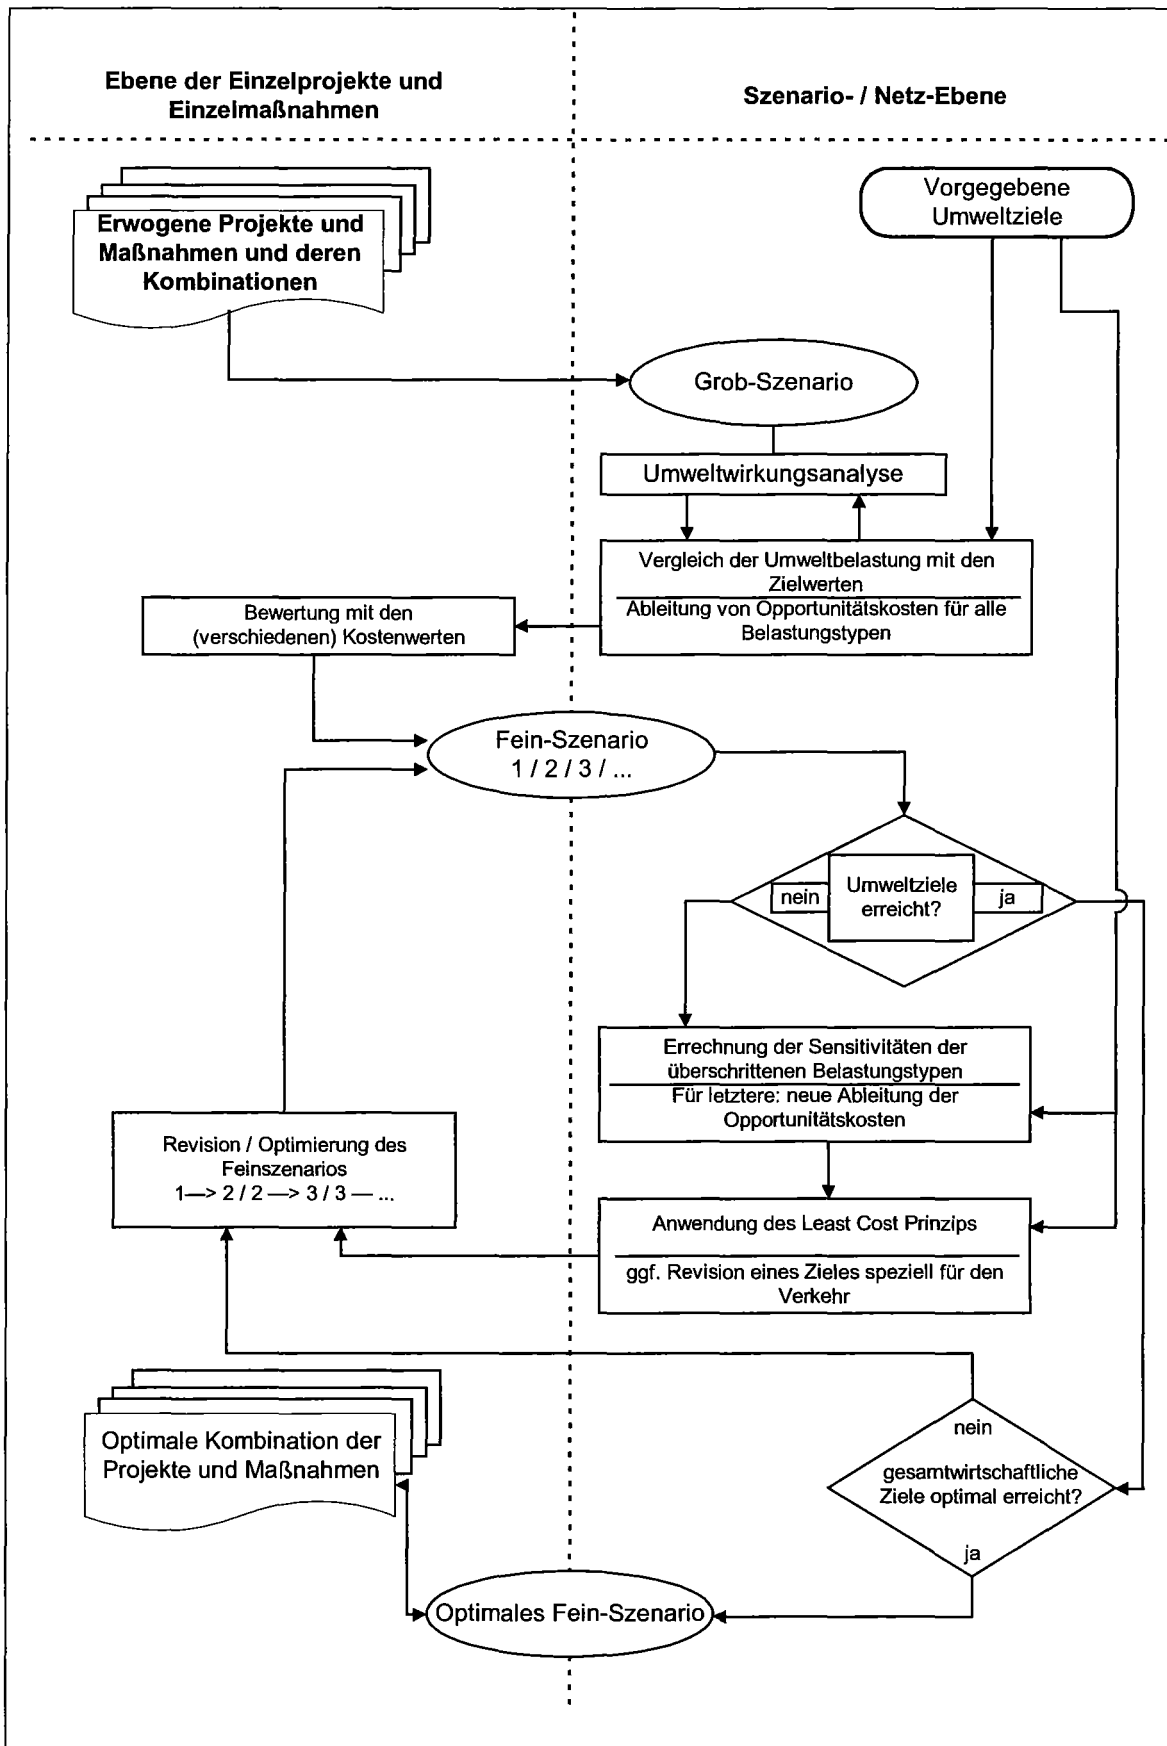 Ebene der Einzelprojekte und
Einzelmaßnahmen
Szenario- / Netz-Ebene
Erwogene Projekte und
Maßnahmen und deren
Kombinationen
Vorgegebene
Umweltziele
Grob-Szenario
Umweltwirkungsanalyse
Vergleich der Umweltbelastung mit den
Zielwerten
Ableitung von Opportunitätskosten für alle
Belastungstypen
Bewertung mit den
(verschiedenen) Kostenwerten
Fein-Szenario
1 / 2 / 3 / ...
nein
Umweltziele
erreicht?
ja
Errechnung der Sensitivitäten der
überschrittenen Belastungstypen
Für letztere: neue Ableitung der
Opportunitätskosten
Revision / Optimierung des
Feinszenarios
1—> 2 / 2 —> 3 / 3 — ...
Anwendung des Least Cost Prinzips
ggf. Revision eines Zieles speziell für den
Verkehr
Optimale Kombination der
Projekte und Maßnahmen
nein
gesamtwirtschaftliche
Ziele optimal erreicht?
ja
Optimales Fein-Szenario